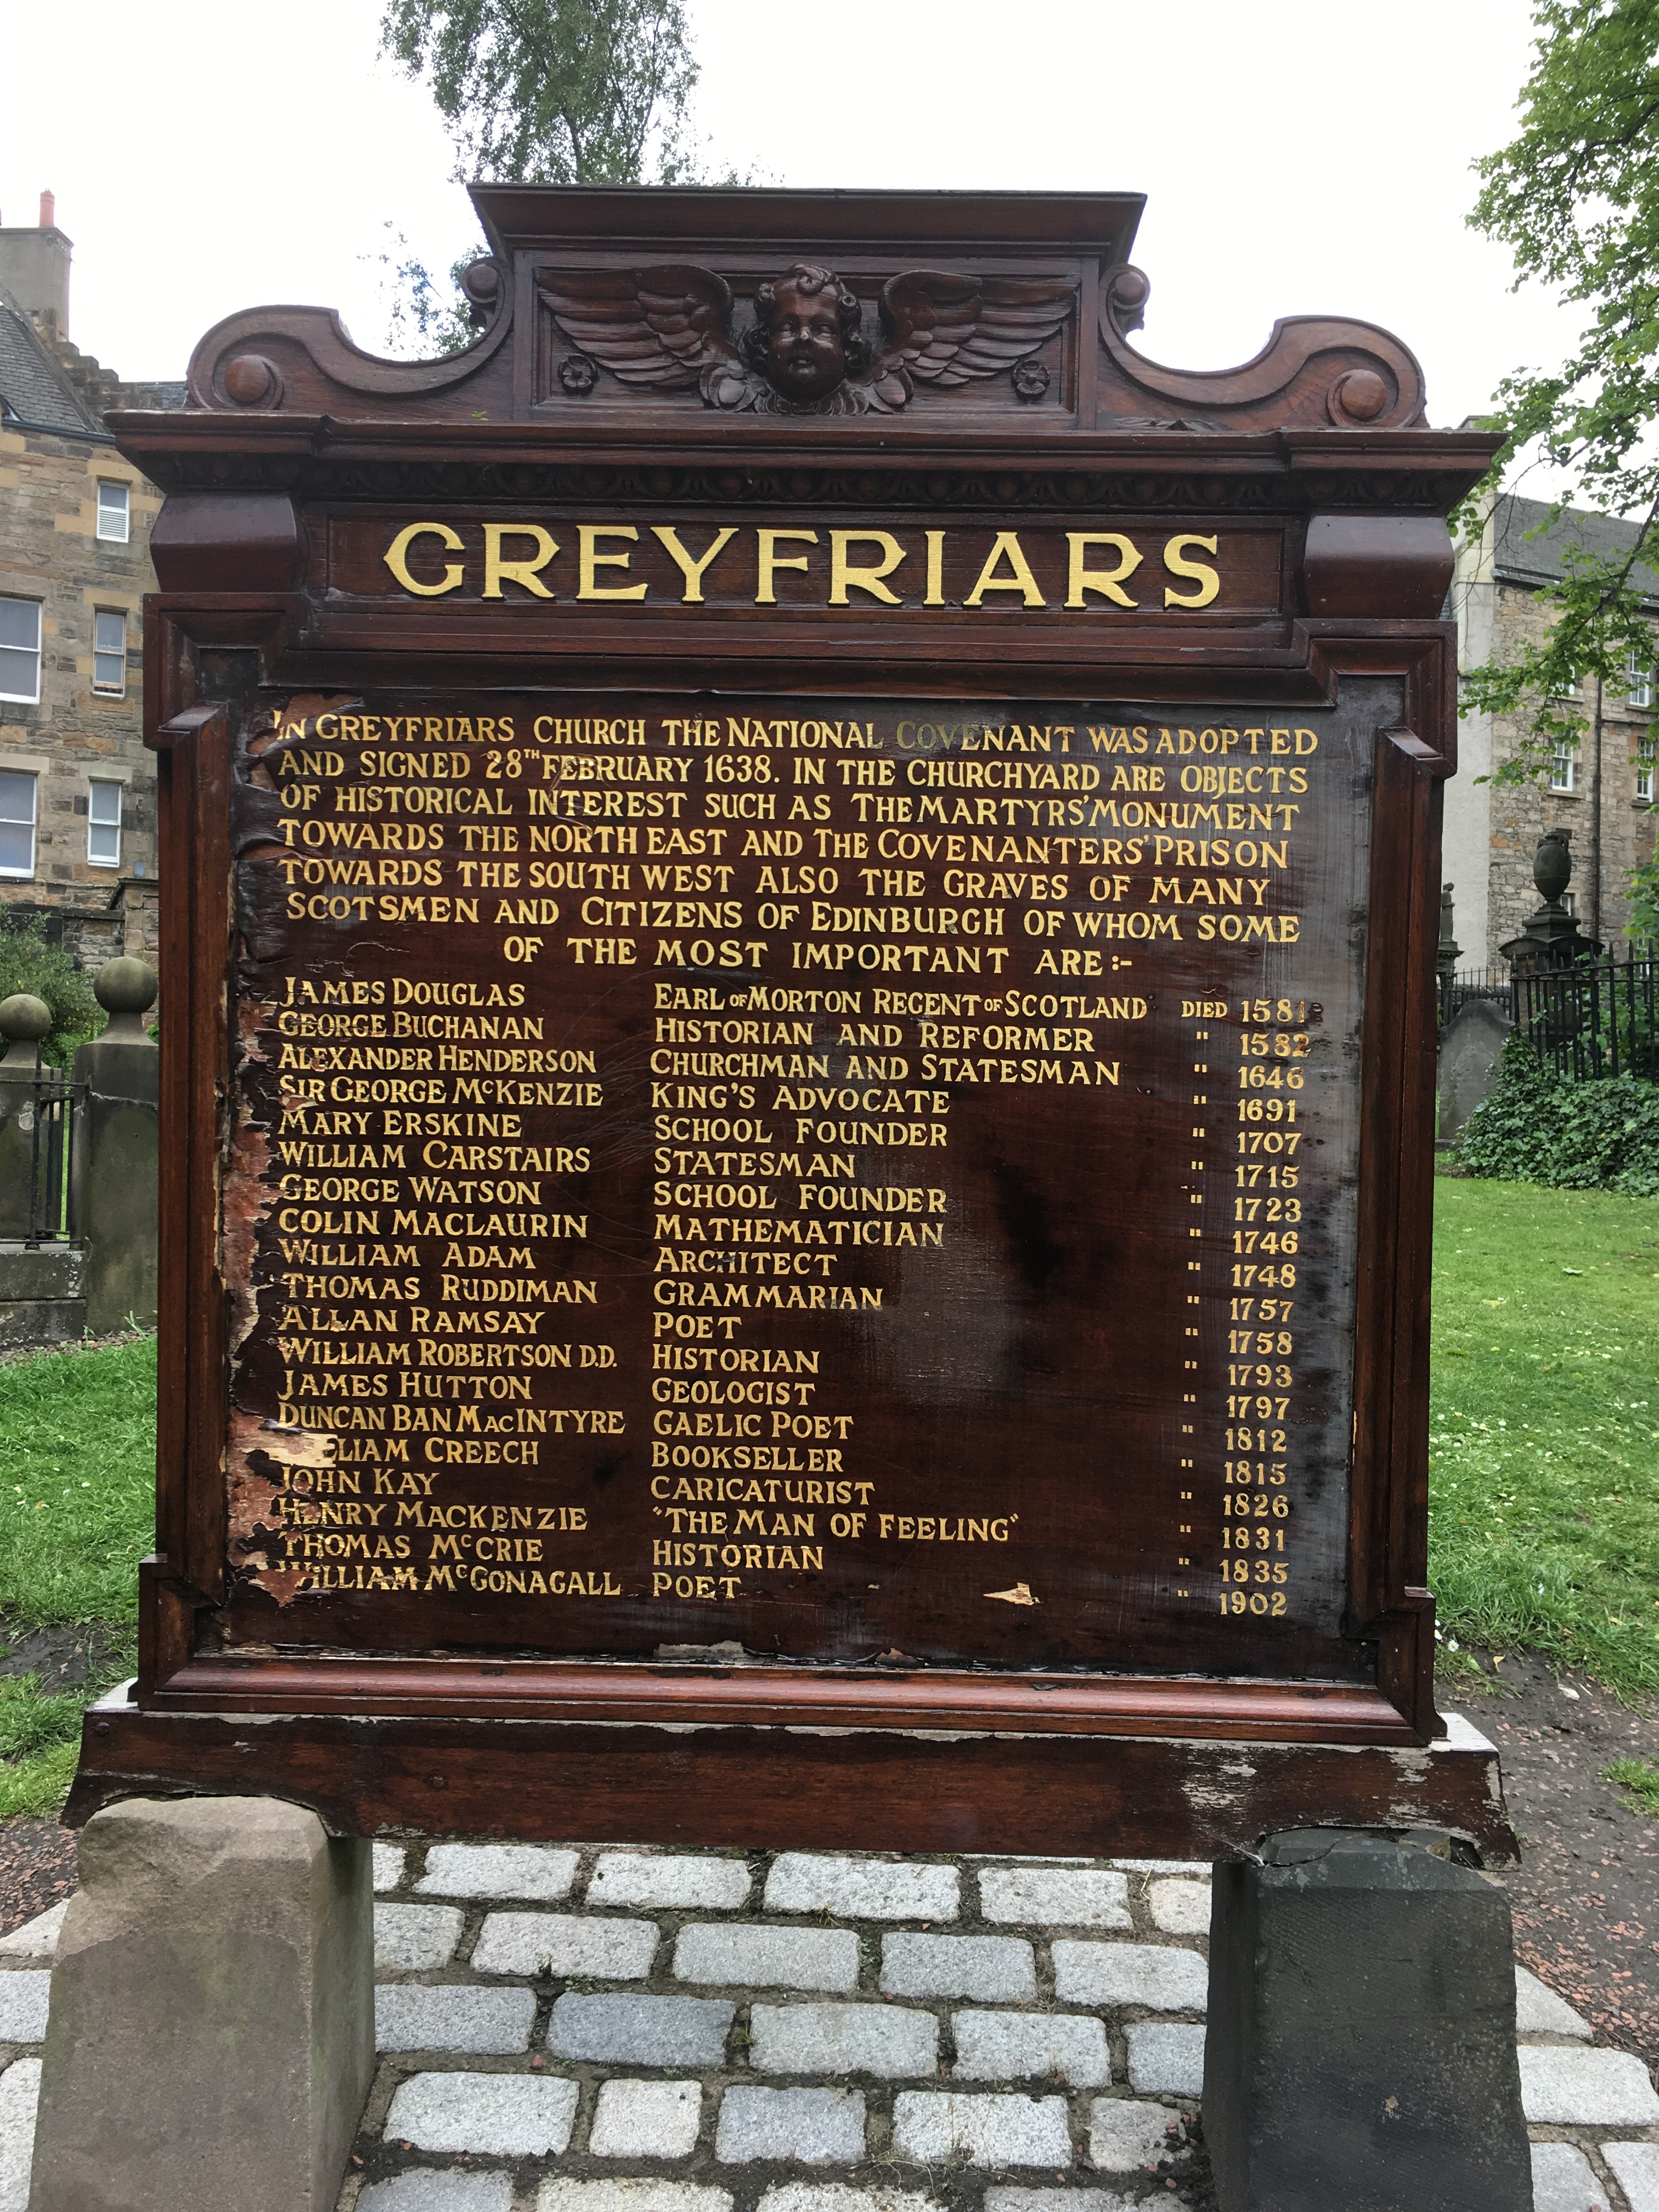 GREYFRIARS
IN GREYFRIARS CHURCH THE NATIONAL COVENANT WAS ADOPTED
AND SIGNED 28TH FEBRUARY 1638. IN THE CHURCHYARD ARE OBJECTS
OF HISTORICAL INTEREST SUCH AS THE MARTYRS' MONUMENT
TOWARDS THE NORTH EAST AND THE COVENANTERS' PRISON
TOWARDS THE SOUTH WEST ALSO THE GRAVES OF MANY
SCOTSMEN AND CITIZENS OF EDINBURGH OF WHOM SOME
OF THE MOST IMPORTANT ARE:-
JAMES DOUGLAS EARL OF MORTON REGENT OF SCOTLAND DIED 1581
GEORGE BUCHANAN HISTORIAN AND REFORMER " 1582
ALEXANDER HENDERSON CHURCHMAN AND STATESMAN " 1646
SIR GEORGE McKENZIE KING'S ADVOCATE " 1691
MARY ERSKINE SCHOOL FOUNDER " 1707
WILLIAM CARSTAIRS STATESMAN " 1715
GEORGE WATSON SCHOOL FOUNDER " 1723
COLIN MACLAURIN MATHEMATICIAN " 1746
WILLIAM ADAM ARCHITECT " 1748
THOMAS RUDDIMAN GRAMMARIAN " 1757
ALLAN RAMSAY POET " 1758
WILLIAM ROBERTSON D.D. HISTORIAN " 1793
JAMES HUTTON GEOLOGIST " 1797
DUNCAN BAN MACINTYRE GAELIC POET " 1812
LIAM CREECH BOOKSELLER " 1815
JOHN KAY CARICATURIST " 1826
HENRY MACKENZIE "THE MAN OF FEELING" " 1831
THOMAS McCRIE HISTORIAN " 1835
WILLIAM McGONAGALL POET " 1902